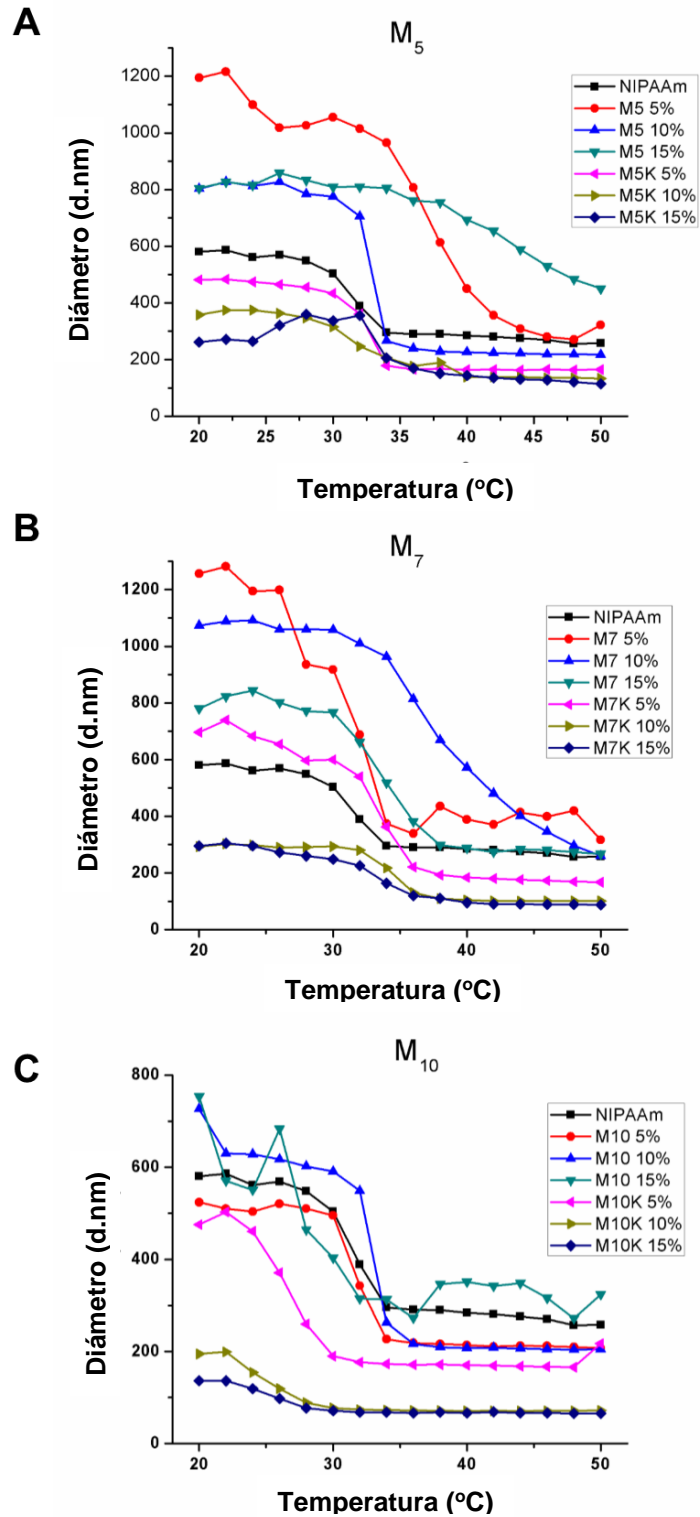 A
M5
1200
1000
800
600
400
200
0
Diámetro (d.nm)
20 25 30 35 40 45 50
Temperatura (ºC)
NIPAAm
M5 5%
M5 10%
M5 15%
M5K 5%
M5K 10%
M5K 15%
B
M7
1200
1000
800
600
400
200
0
Diámetro (d.nm)
20 30 40 50
Temperatura (ºC)
NIPAAm
M7 5%
M7 10%
M7 15%
M7K 5%
M7K 10%
M7K 15%
C
M10
800
600
400
200
0
Diámetro (d.nm)
20 30 40 50
Temperatura (ºC)
NIPAAm
M10 5%
M10 10%
M10 15%
M10K 5%
M10K 10%
M10K 15%